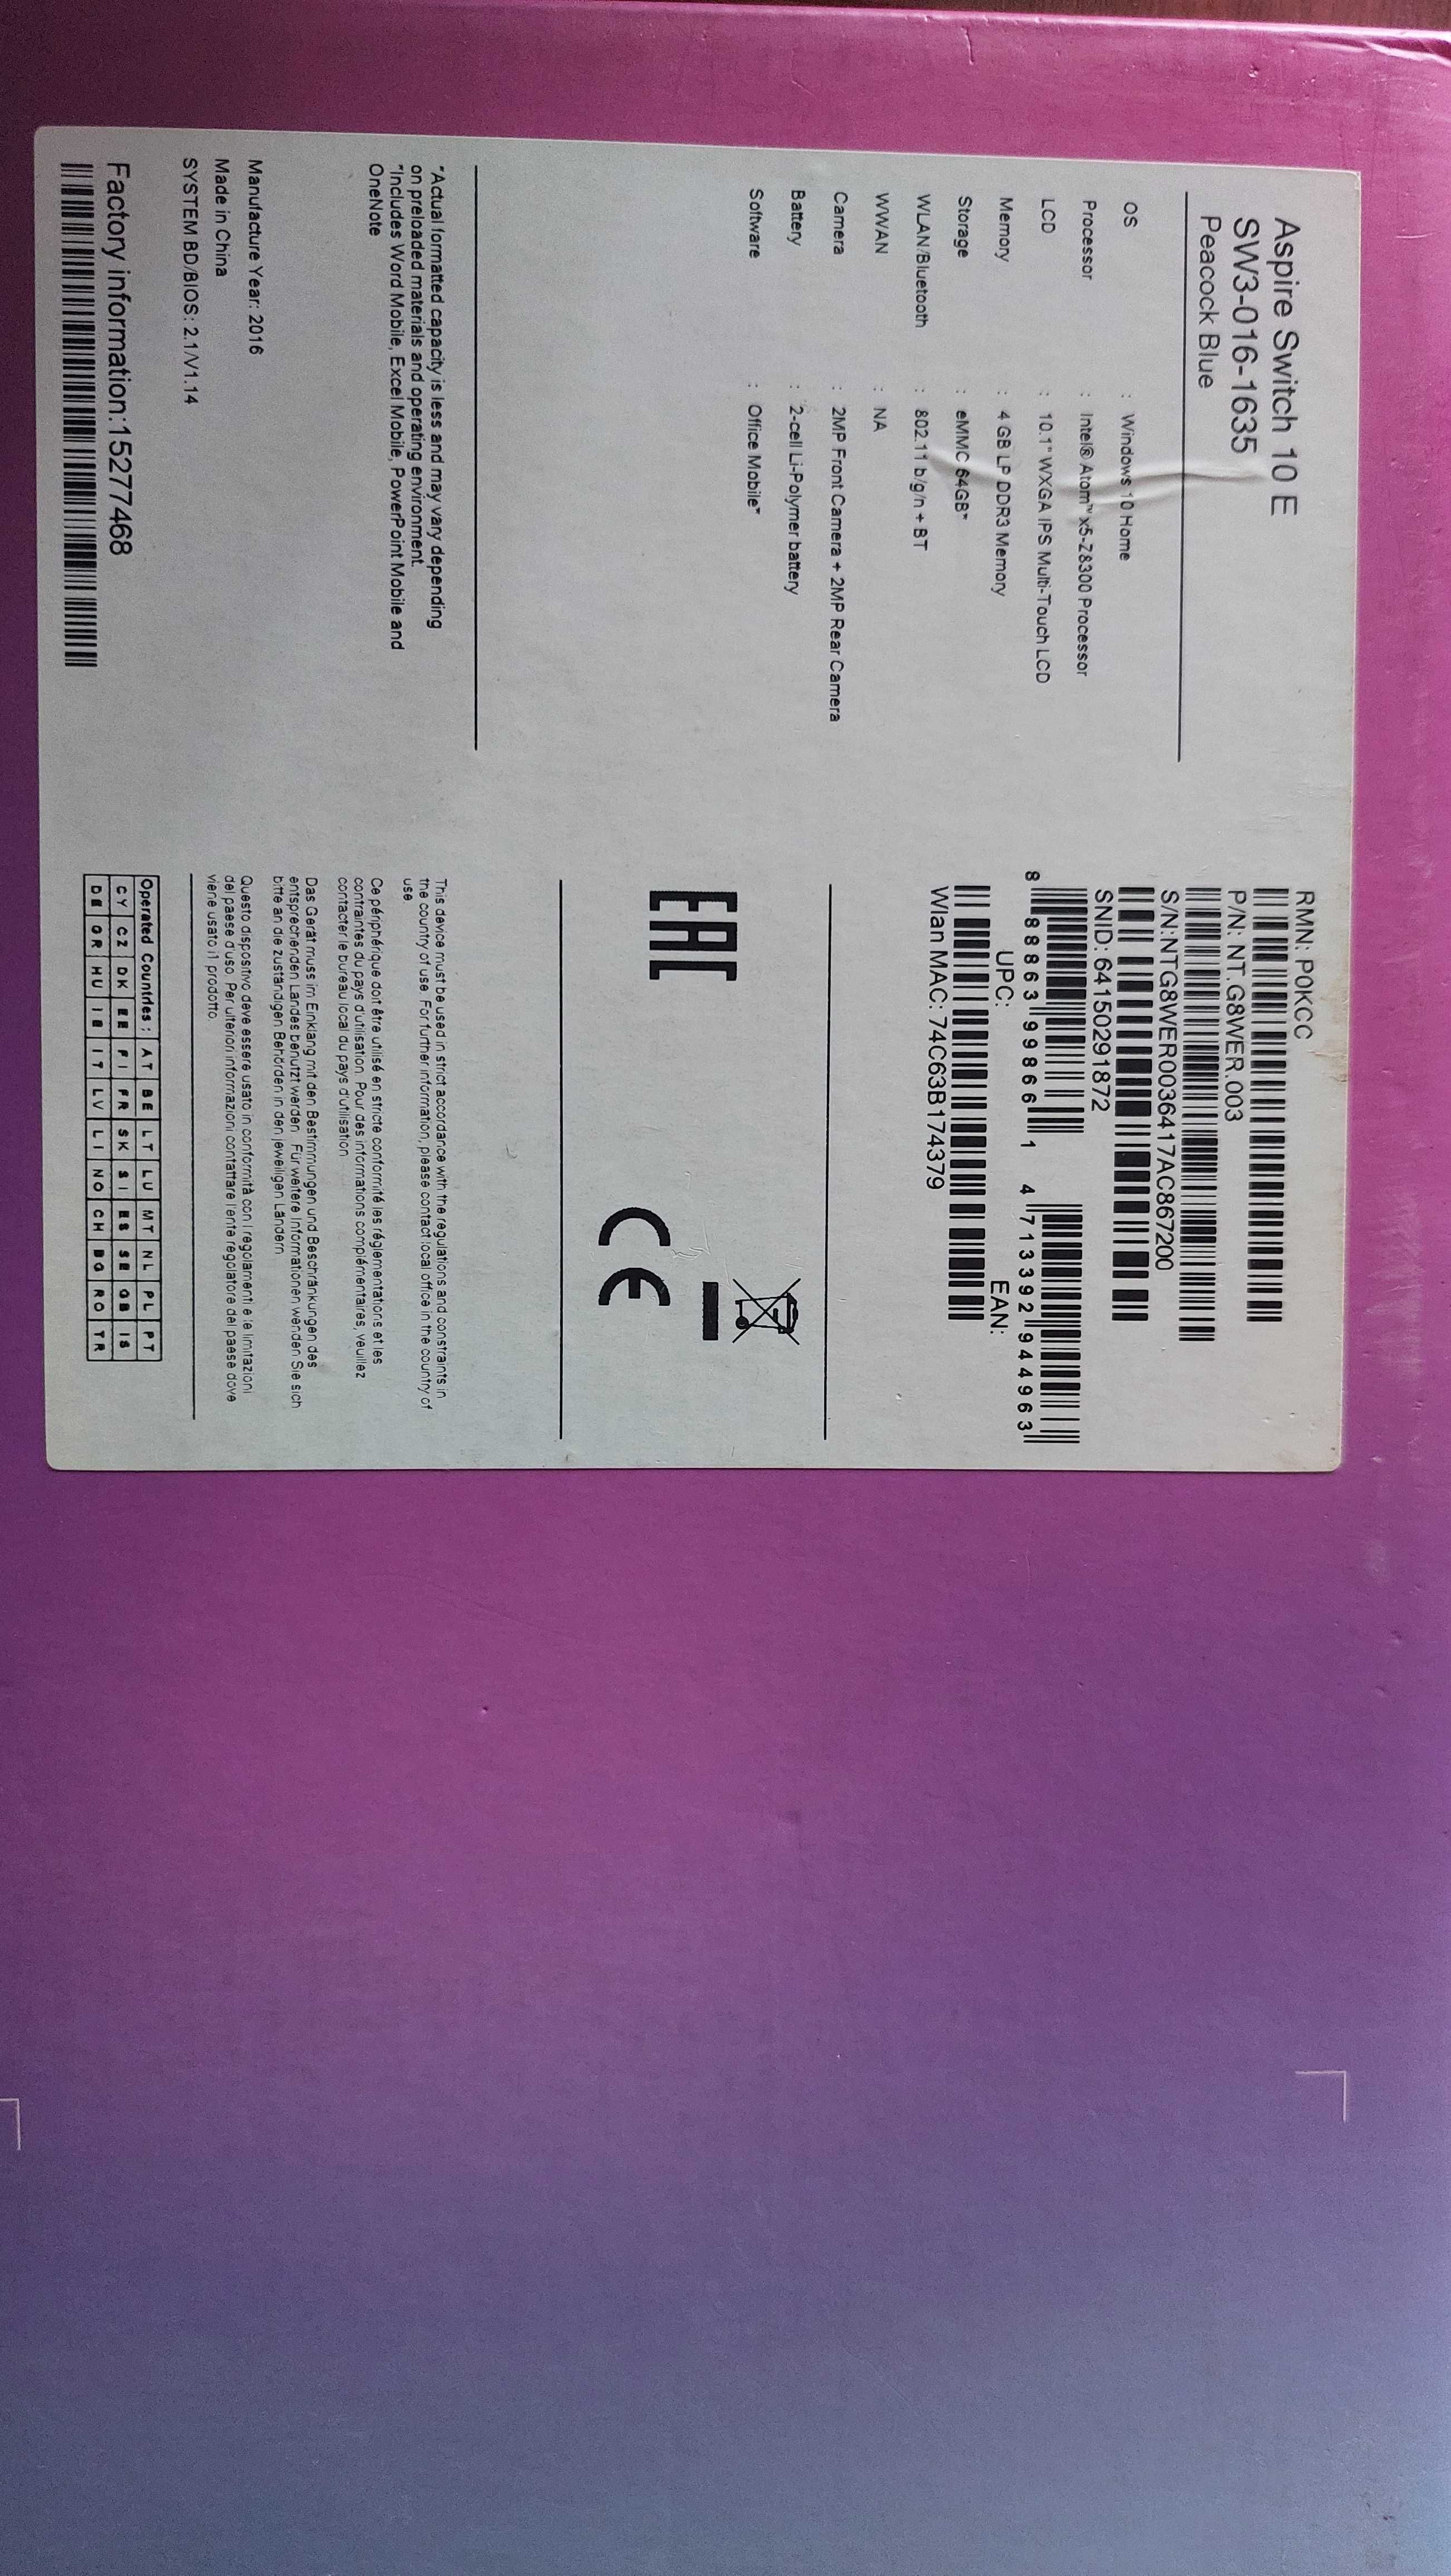 Aspire Switch 10 E
SW3-016-1635
Peacock Blue
OS : Windows 10 Home
Processor : Intel® Atom™ x5-Z8300 Processor
LCD : 10.1" WXGA IPS Multi-Touch LCD
Memory : 4 GB LP DDR3 Memory
Storage : eMMC 64GB*
WLAN/Bluetooth : 802.11 b/g/n + BT
WWAN : NA
Camera : 2MP Front Camera + 2MP Rear Camera
Battery : 2-cell Li-Polymer battery
Software : Office Mobile*
*Actual formatted capacity is less and may vary depending
on preloaded materials and operating environment.
*Includes Word Mobile, Excel Mobile, PowerPoint Mobile and
OneNote
Manufacture Year: 2016
Made in China
SYSTEM BD/BIOS: 2.1/V1.14
Factory information:15277468
RMN: P0KCC
P/N: NT.G8WER.003
S/N:NTG8WER0036417AC867200
SNID: 64150291872
8 88863 99866 1 4 713392 944963
UPC: EAN:
Wlan MAC: 74C63B174379
EAC
CE
This device must be used in strict accordance with the regulations and constraints in
the country of use. For further information, please contact local office in the country of
use
Ce périphérique doit être utilisé en stricte conformité les réglementations et les
contraintes du pays d'utilisation. Pour des informations complémentaires, veuillez
contacter le bureau local du pays d'utilisation
Das Gerät muss im Einklang mit den Bestimmungen und Beschränkungen des
entsprechenden Landes benutzt werden. Für weitere Informationen wenden Sie sich
bitte an die zuständigen Behörden in den jeweiligen Ländern
Questo dispositivo deve essere usato in conformità con i regolamenti e le limitazioni
del paese d'uso. Per ulteriori informazioni contattare l'ente regolatore del paese dove
viene usato il prodotto
Operated Countries : AT BE LT LU MT NL PL PT
CY CZ DK EE FI FR SK SI ES SE GB IS
DE GR HU IE IT LV LI NO CH BG RO TR